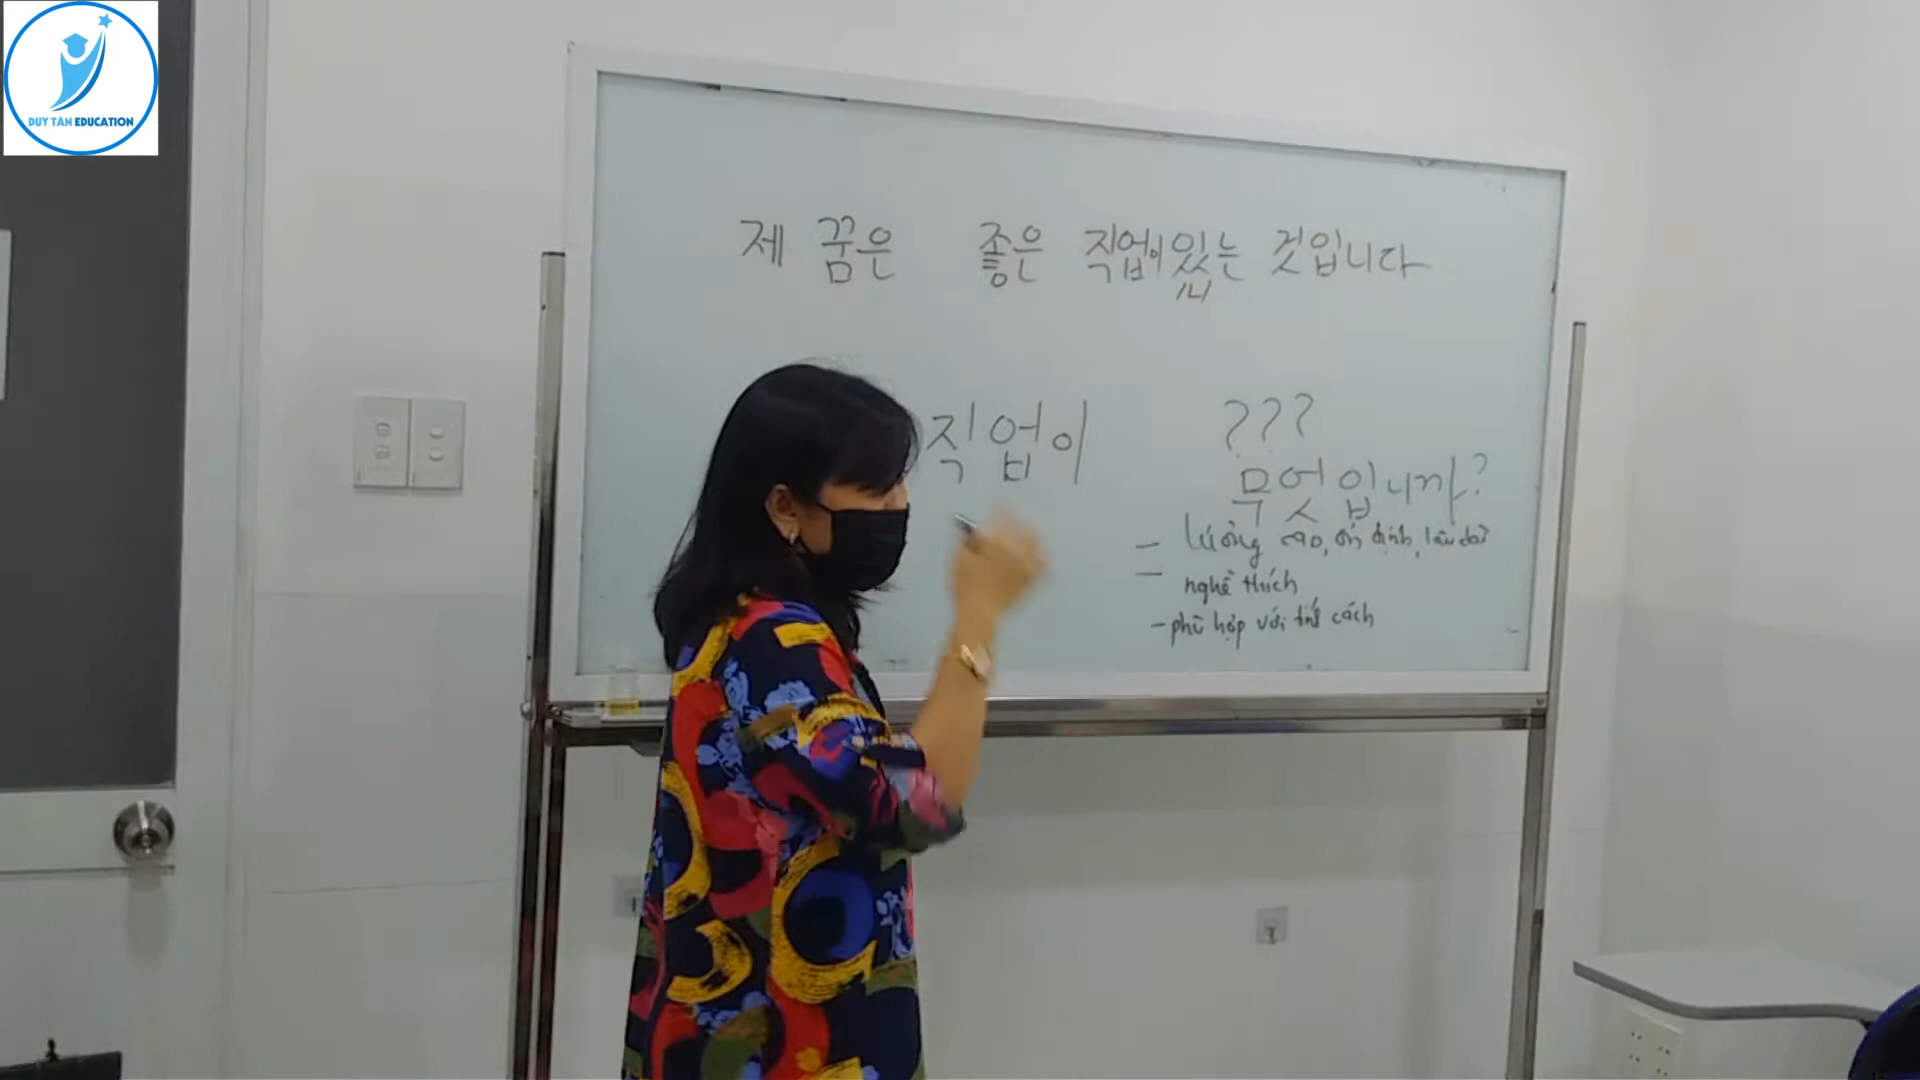 DUY TAN EDUCATION
제 꿈은 좋은 직업이 있는 것입니다
직업이
???
무엇입니까?
– lương cao, ổn định, lâu dài
– nghề thích
– phù hợp với tính cách